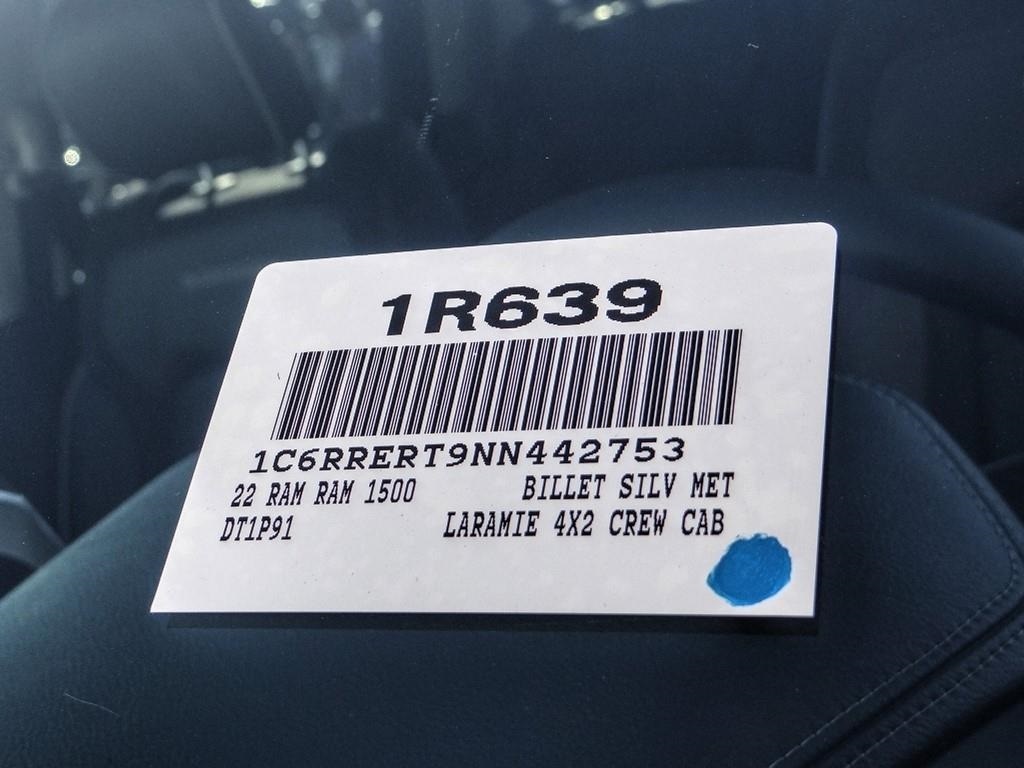 1R639
1C6RRERT9NN442753
22 RAM RAM 1500 BILLET SILV MET
DT1P91 LARAMIE 4X2 CREW CAB